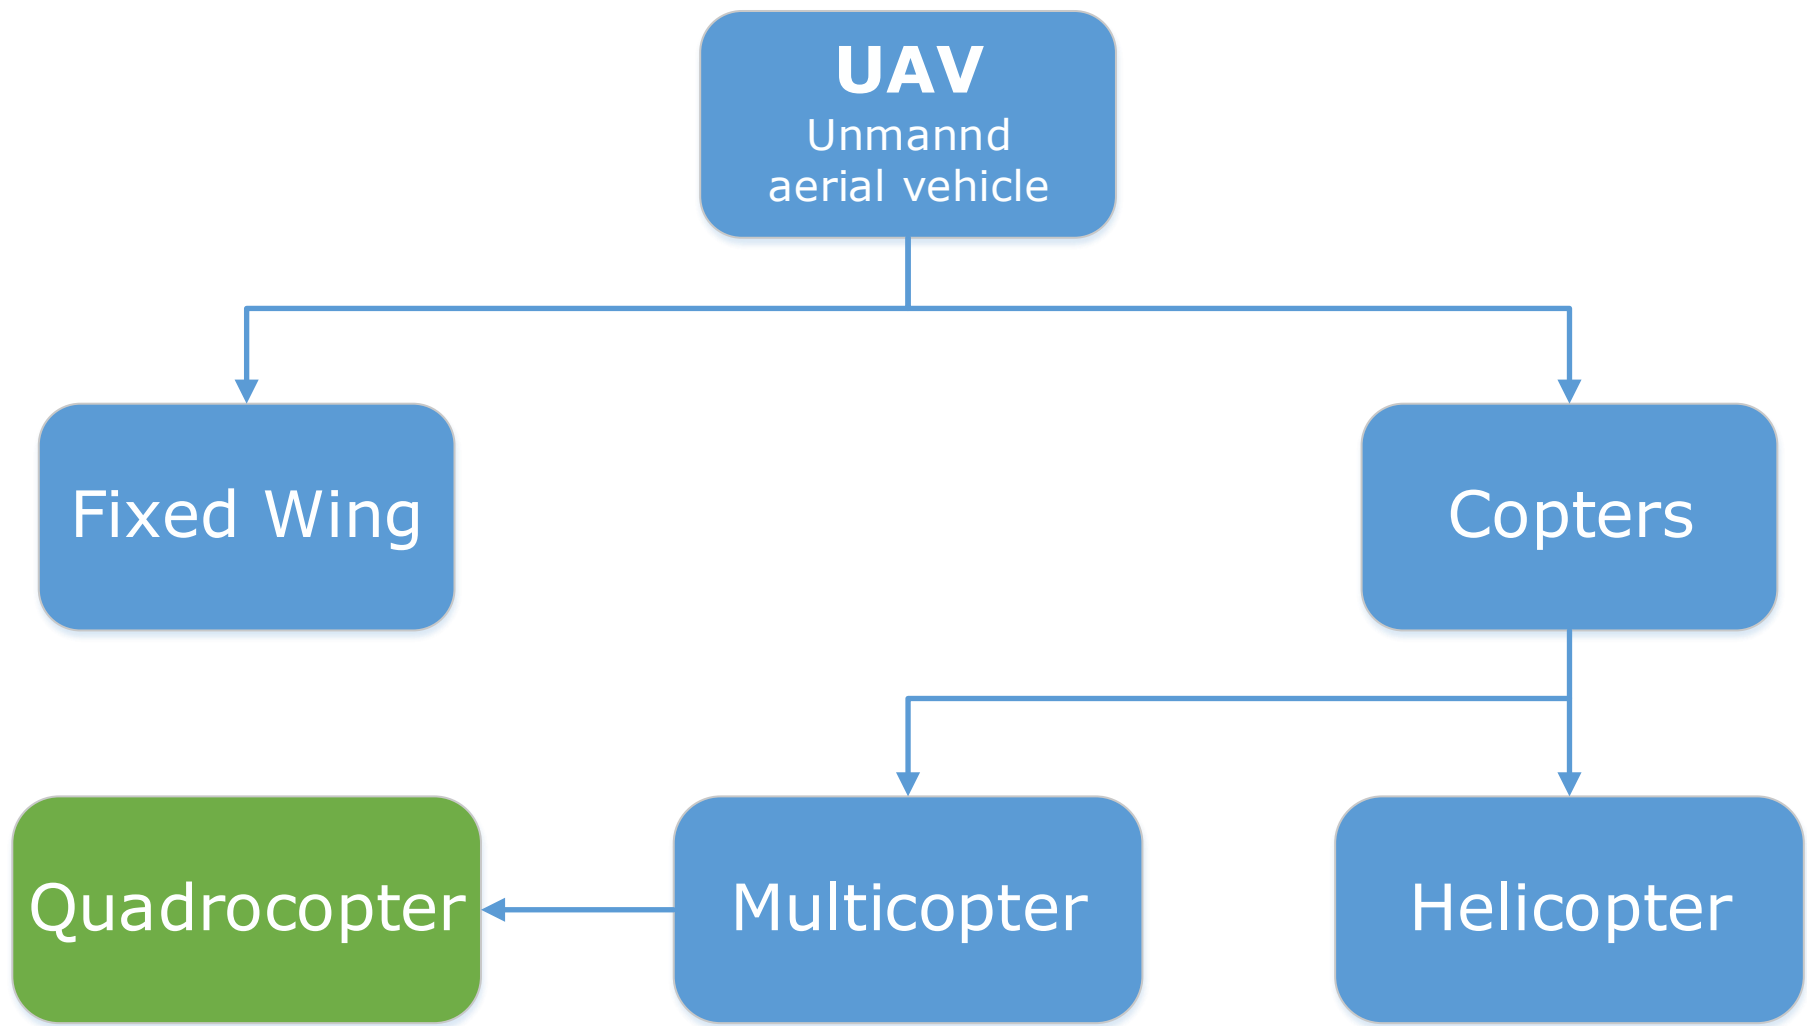 UAV
Unmannd
aerial vehicle
Fixed Wing
Copters
Quadrocopter
Multicopter
Helicopter